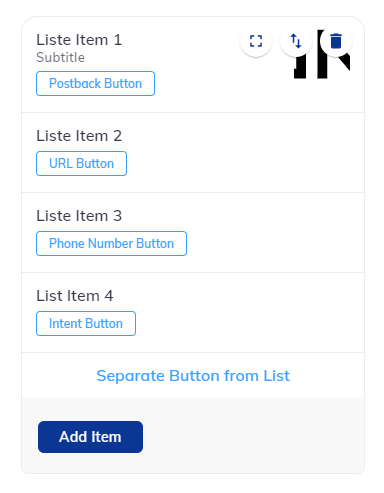 Liste Item 1
Subtitle
Postback Button
Liste Item 2
URL Button
Liste Item 3
Phone Number Button
List Item 4
Intent Button
Separate Button from List
Add Item